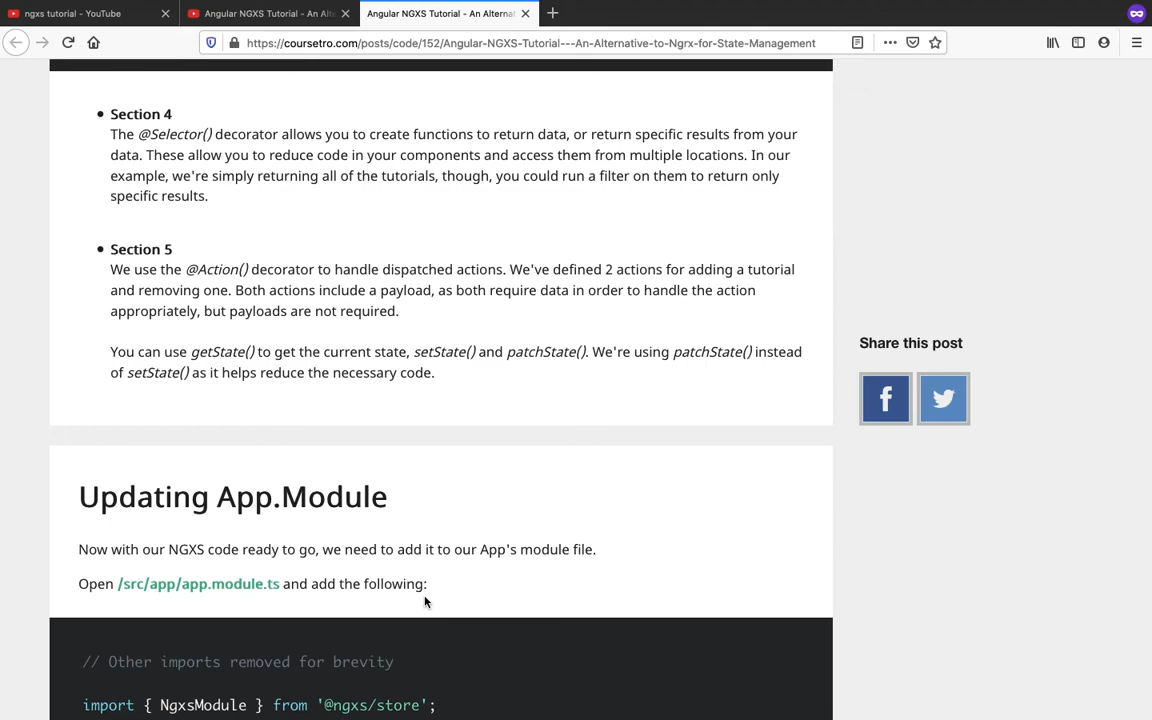 ngxs tutorial - YouTube
Angular NGXS Tutorial - An Alt
Angular NGXS Tutorial - An Alternat
https://coursetro.com/posts/code/152/Angular-NGXS-Tutorial---An-Alternative-to-Ngrx-for-State-Management
Section 4
The @Selector() decorator allows you to create functions to return data, or return specific results from your
data. These allow you to reduce code in your components and access them from multiple locations. In our
example, we're simply returning all of the tutorials, though, you could run a filter on them to return only
specific results.
Section 5
We use the @Action() decorator to handle dispatched actions. We've defined 2 actions for adding a tutorial
and removing one. Both actions include a payload, as both require data in order to handle the action
appropriately, but payloads are not required.
You can use getState() to get the current state, setState() and patchState(). We're using patchState() instead
of setState() as it helps reduce the necessary code.
Share this post
Updating App.Module
Now with our NGXS code ready to go, we need to add it to our App's module file.
Open /src/app/app.module.ts and add the following:
// Other imports removed for brevity
import { NgxsModule } from '@ngxs/store';